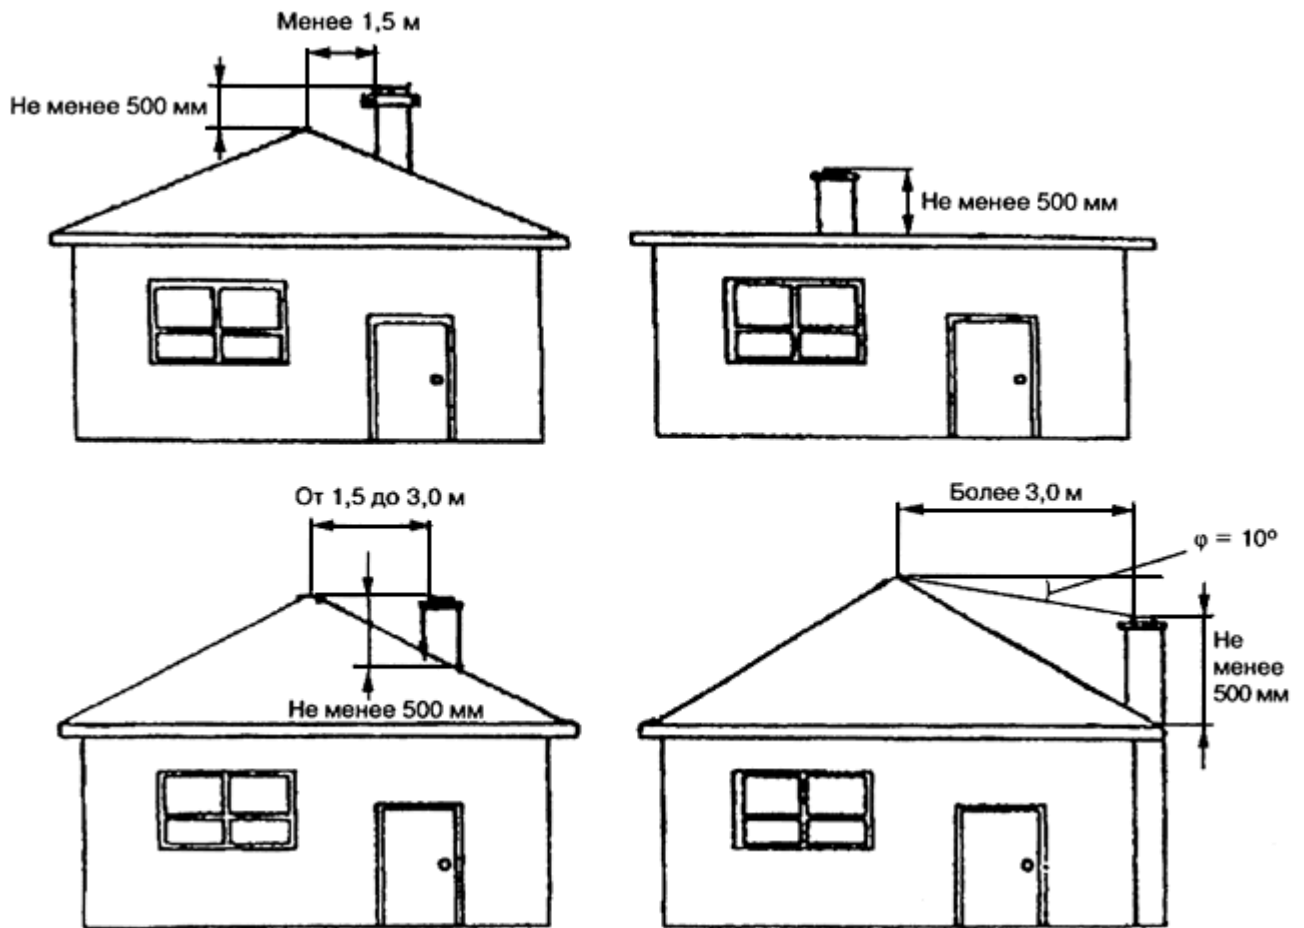 Менее 1,5 м
Не менее 500 мм
Не менее 500 мм
От 1,5 до 3,0 м
Не менее 500 мм
Более 3,0 м
φ = 10º
Не
менее
500 мм